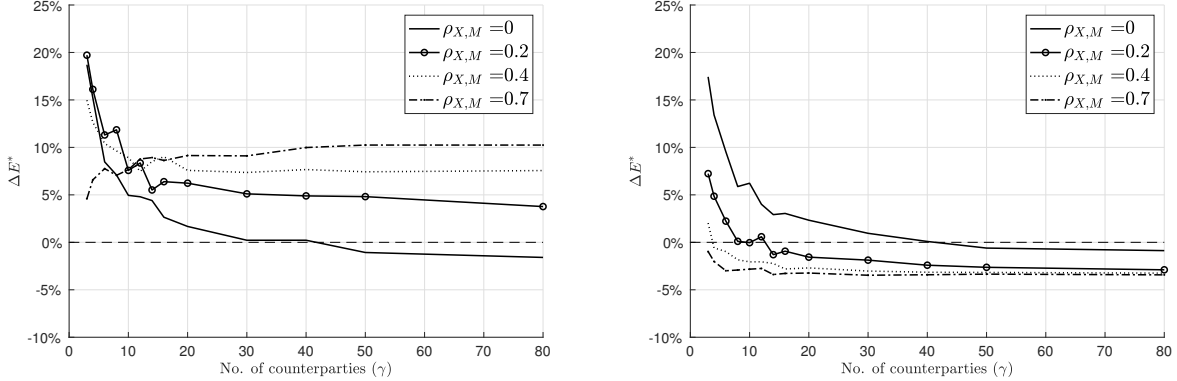 25%
20%
15%
10%
5%
0%
-5%
-10%
ΔE*
0 10 20 30 40 50 60 70 80
No. of counterparties (γ)
ρX,M =0
ρX,M =0.2
ρX,M =0.4
ρX,M =0.7
25%
20%
15%
10%
5%
0%
-5%
-10%
ΔE*
0 10 20 30 40 50 60 70 80
No. of counterparties (γ)
ρX,M =0
ρX,M =0.2
ρX,M =0.4
ρX,M =0.7